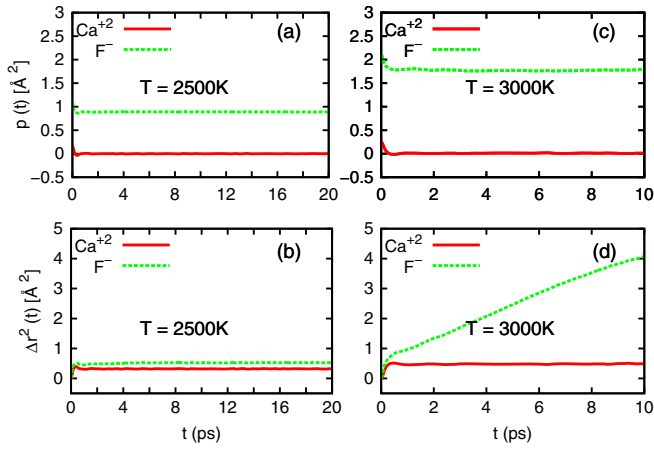 3
2.5
2
1.5
1
0.5
0
−0.5
p (t) [Å ²]
Ca⁺²
F⁻
(a)
T = 2500K
0 4 8 12 16 20
3
2.5
2
1.5
1
0.5
0
−0.5
Ca⁺²
F⁻
(c)
T = 3000K
0 2 4 6 8 10
5
4
3
2
1
0
Δr² (t) [Å ²]
Ca⁺²
F⁻
(b)
T = 2500K
0 4 8 12 16 20
t (ps)
5
4
3
2
1
0
Ca⁺²
F⁻
(d)
T = 3000K
0 2 4 6 8 10
t (ps)